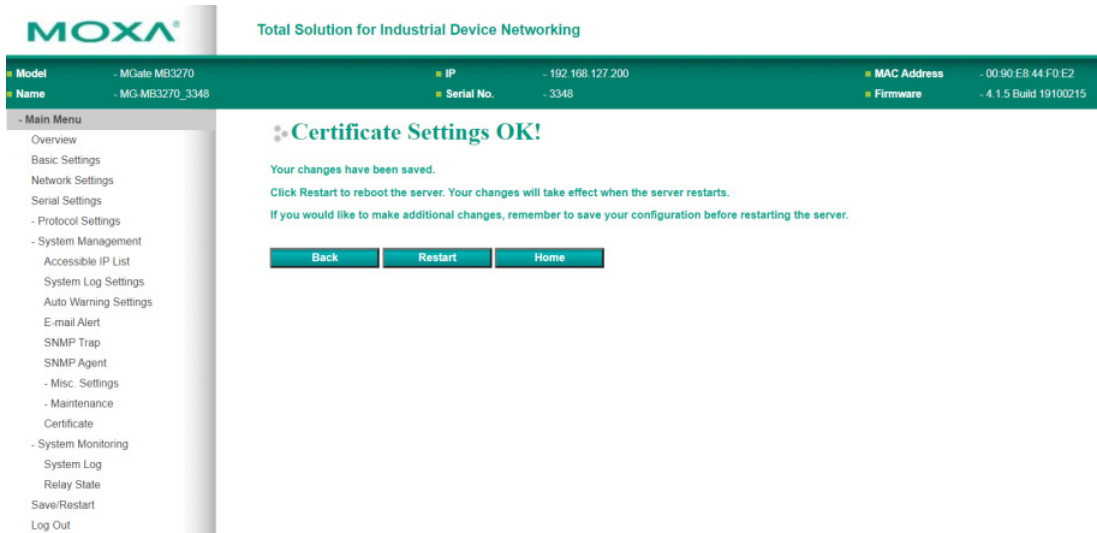 MOXA®
Total Solution for Industrial Device Networking
Model - MGate MB3270 IP - 192.168.127.200 MAC Address - 00:90:E8:44:F0:E2
Name - MG-MB3270_3348 Serial No. - 3348 Firmware - 4.1.5 Build 19100215
- Main Menu
Overview
Basic Settings
Network Settings
Serial Settings
- Protocol Settings
- System Management
Accessible IP List
System Log Settings
Auto Warning Settings
E-mail Alert
SNMP Trap
SNMP Agent
- Misc. Settings
- Maintenance
Certificate
- System Monitoring
System Log
Relay State
Save/Restart
Log Out
Certificate Settings OK!
Your changes have been saved.
Click Restart to reboot the server. Your changes will take effect when the server restarts.
If you would like to make additional changes, remember to save your configuration before restarting the server.
Back Restart Home